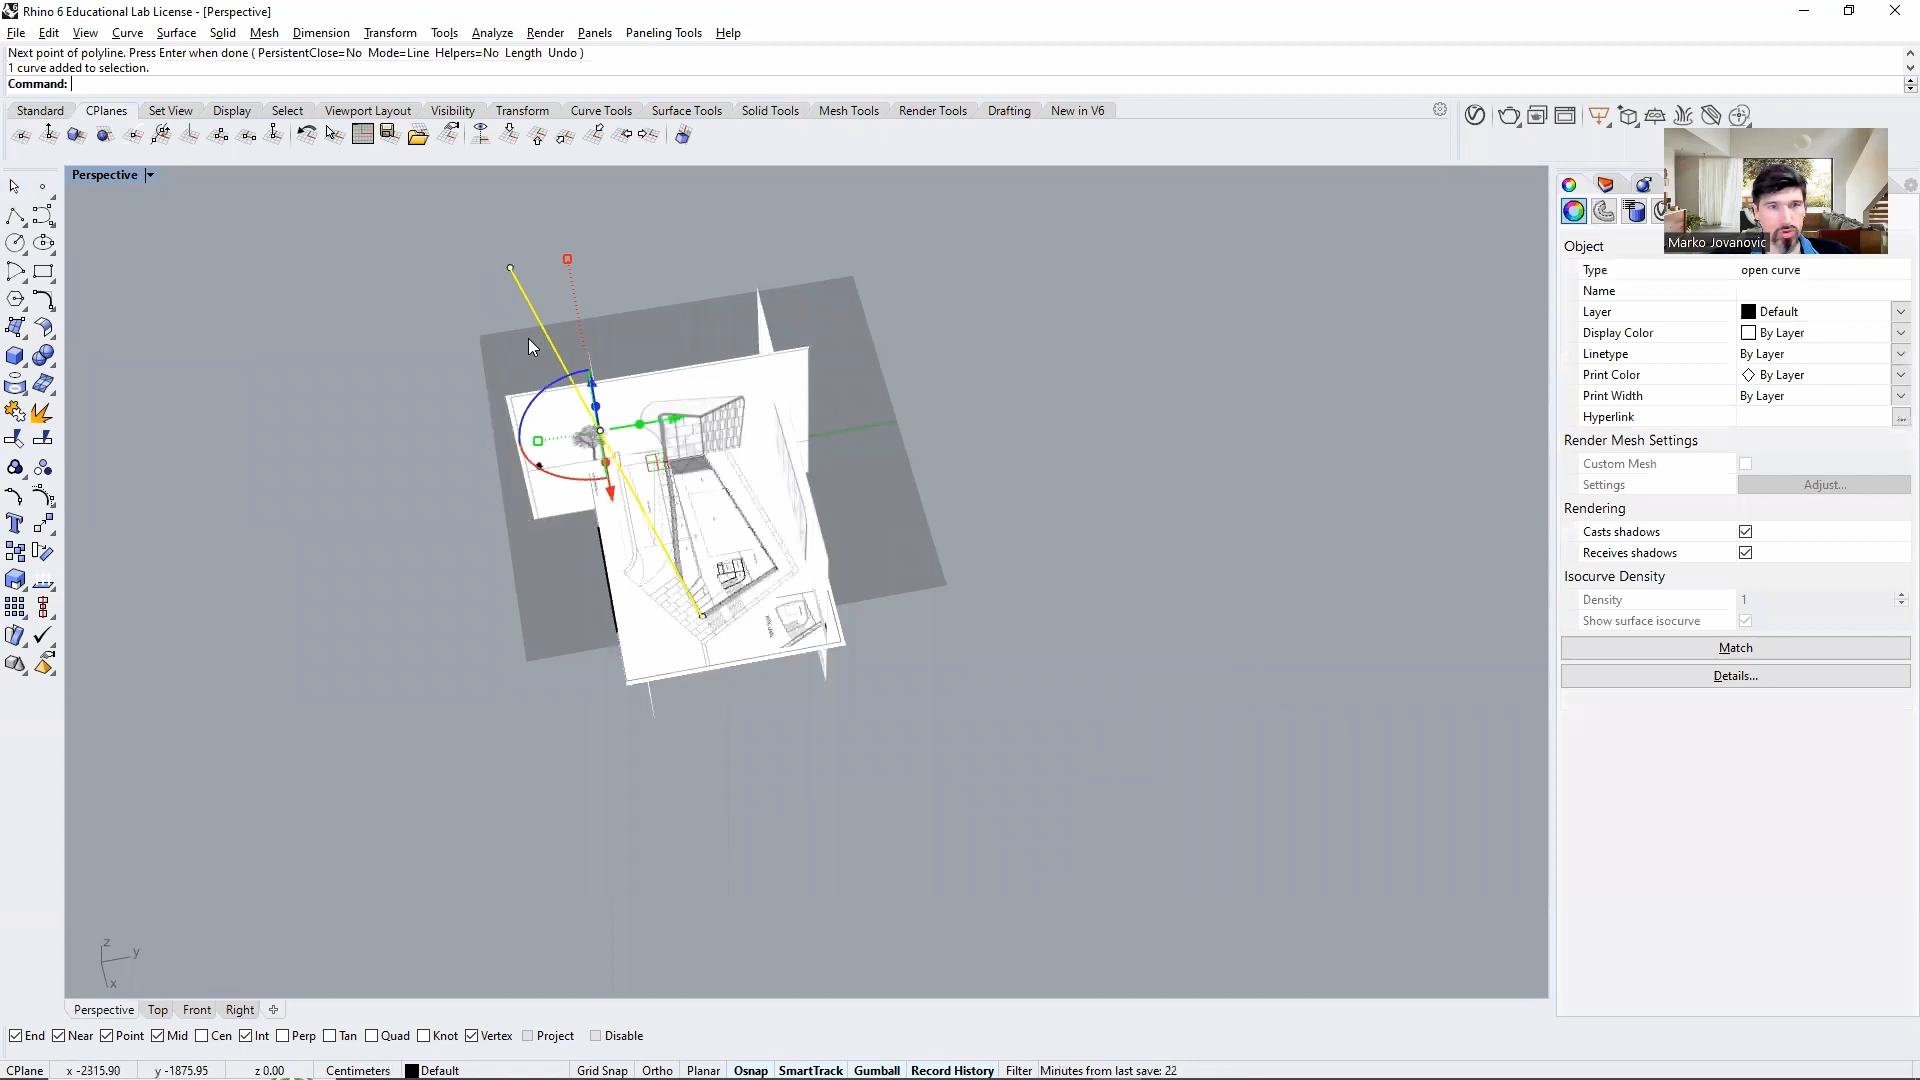 Rhino 6 Educational Lab License - [Perspective]
File Edit View Curve Surface Solid Mesh Dimension Transform Tools Analyze Render Panels Paneling Tools Help
Next point of polyline. Press Enter when done ( PersistentClose=No Mode=Line Helpers=No Length Undo )
1 curve added to selection.
Command:
Standard CPlanes Set View Display Select Viewport Layout Visibility Transform Curve Tools Surface Tools Solid Tools Mesh Tools Render Tools Drafting New in V6
Perspective
Marko Jovanovic
Object
Type open curve
Name
Layer Default
Display Color By Layer
Linetype By Layer
Print Color By Layer
Print Width By Layer
Hyperlink ...
Render Mesh Settings
Custom Mesh
Settings Adjust...
Rendering
Casts shadows
Receives shadows
Isocurve Density
Density 1
Show surface isocurve
Match
Details...
z
y
x
Perspective Top Front Right
End Near Point Mid Cen Int Perp Tan Quad Knot Vertex Project Disable
CPlane x -2315.90 y -1875.95 z 0.00 Centimeters Default Grid Snap Ortho Planar Osnap SmartTrack Gumball Record History Filter Minutes from last save: 22